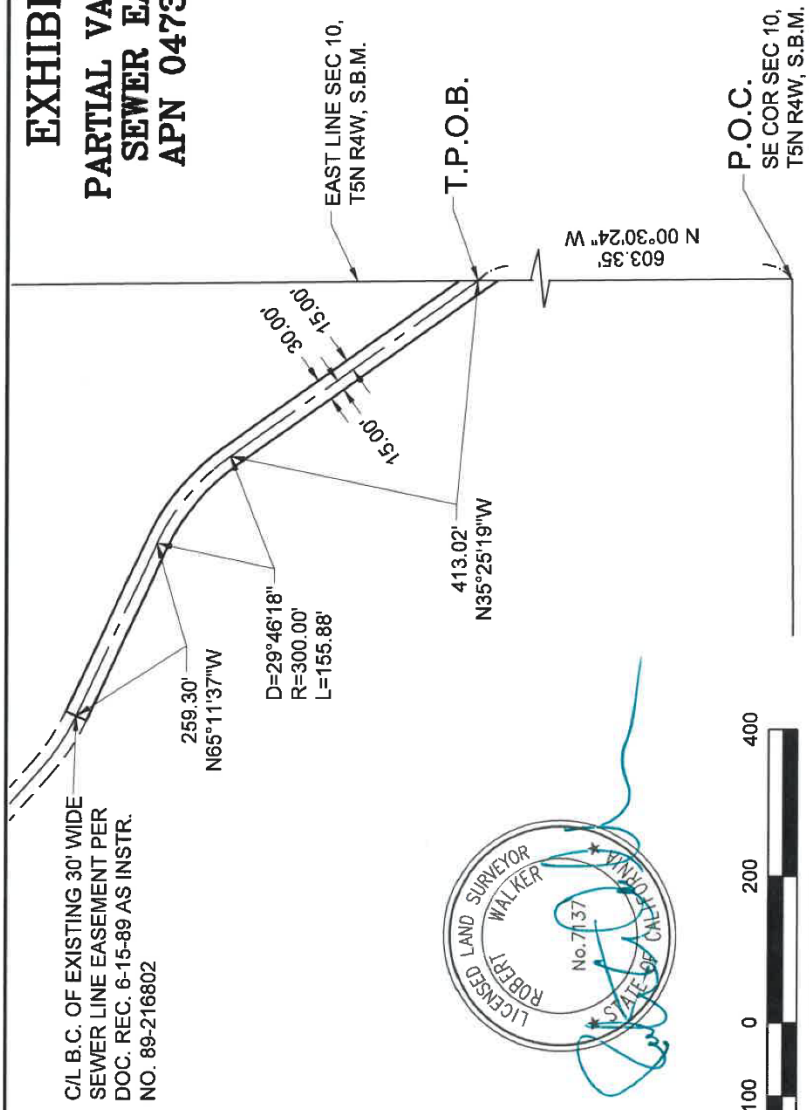 EXHIBI
PARTIAL VA
SEWER EA
APN 0473
EAST LINE SEC 10,
T5N R4W, S.B.M.
T.P.O.B.
N 00°30'24" W
603.35'
P.O.C.
SE COR SEC 10,
T5N R4W, S.B.M.
30.00'
15.00'
15.00'
413.02'
N35°25'19"W
D=29°46'18"
R=300.00'
L=155.88'
259.30'
N65°11'37"W
C/L B.C. OF EXISTING 30' WIDE
SEWER LINE EASEMENT PER
DOC. REC. 6-15-89 AS INSTR.
NO. 89-216802
LICENSED LAND SURVEYOR
ROBERT WALKER
No.7137
STATE OF CALIFORNIA
100 0 200 400